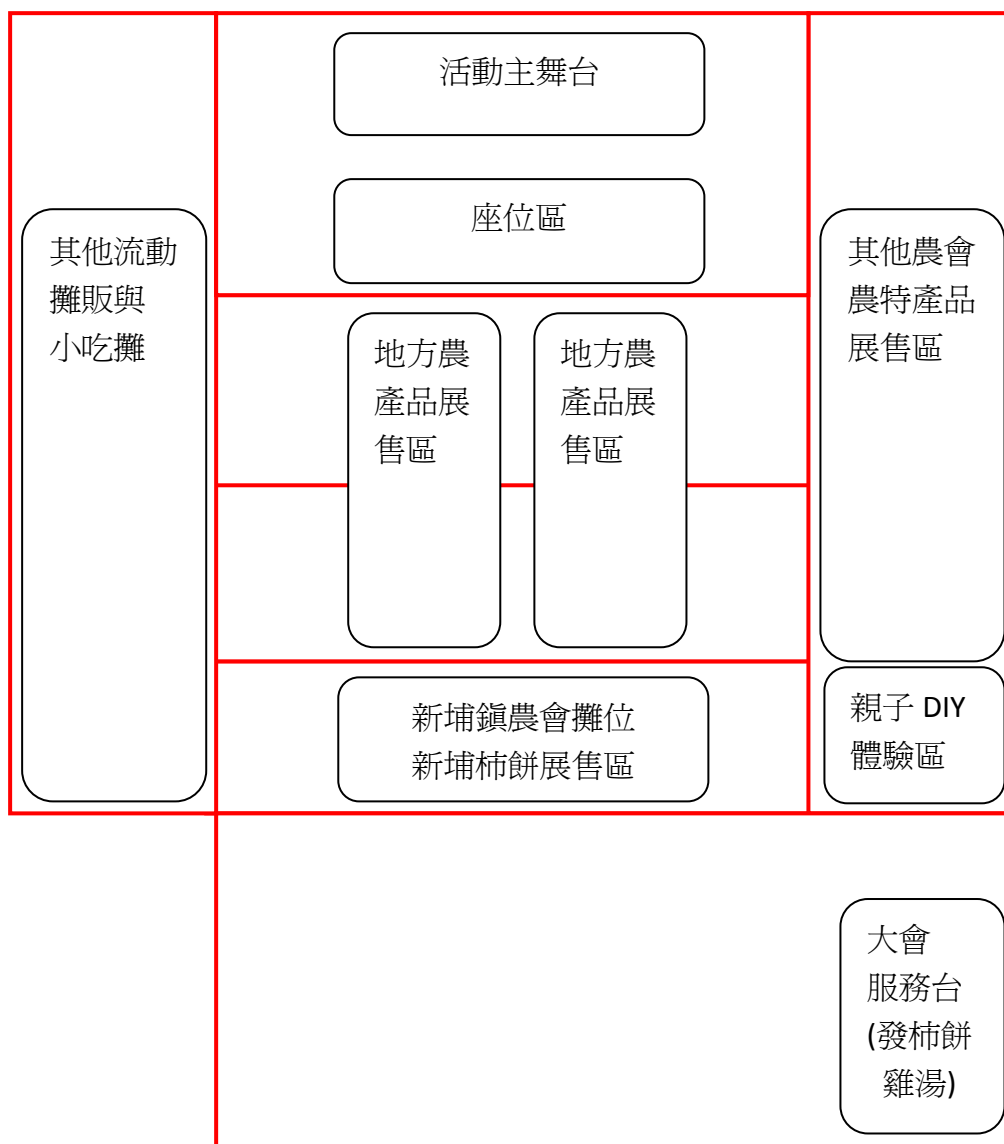 活動主舞台
座位區
其他流動
攤販與
小吃攤
其他農會
農特產品
展售區
地方農
產品展
售區
地方農
產品展
售區
新埔鎮農會攤位
新埔柿餅展售區
親子 DIY
體驗區
大會
服務台
(發柿餅
雞湯)